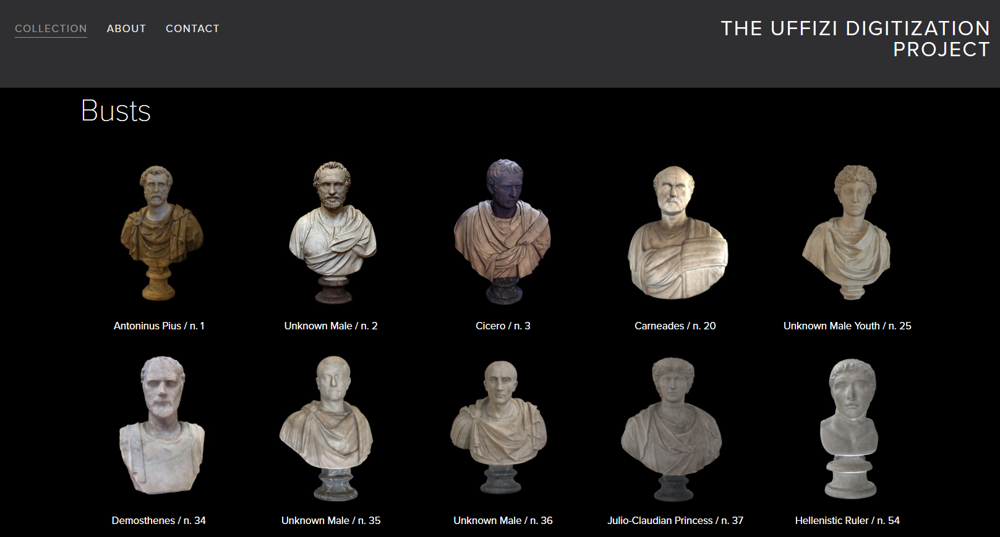 COLLECTION ABOUT CONTACT
THE UFFIZI DIGITIZATION
PROJECT
Busts
Antoninus Pius / n. 1
Unknown Male / n. 2
Cicero / n. 3
Carneades / n. 20
Unknown Male Youth / n. 25
Demosthenes / n. 34
Unknown Male / n. 35
Unknown Male / n. 36
Julio-Claudian Princess / n. 37
Hellenistic Ruler / n. 54